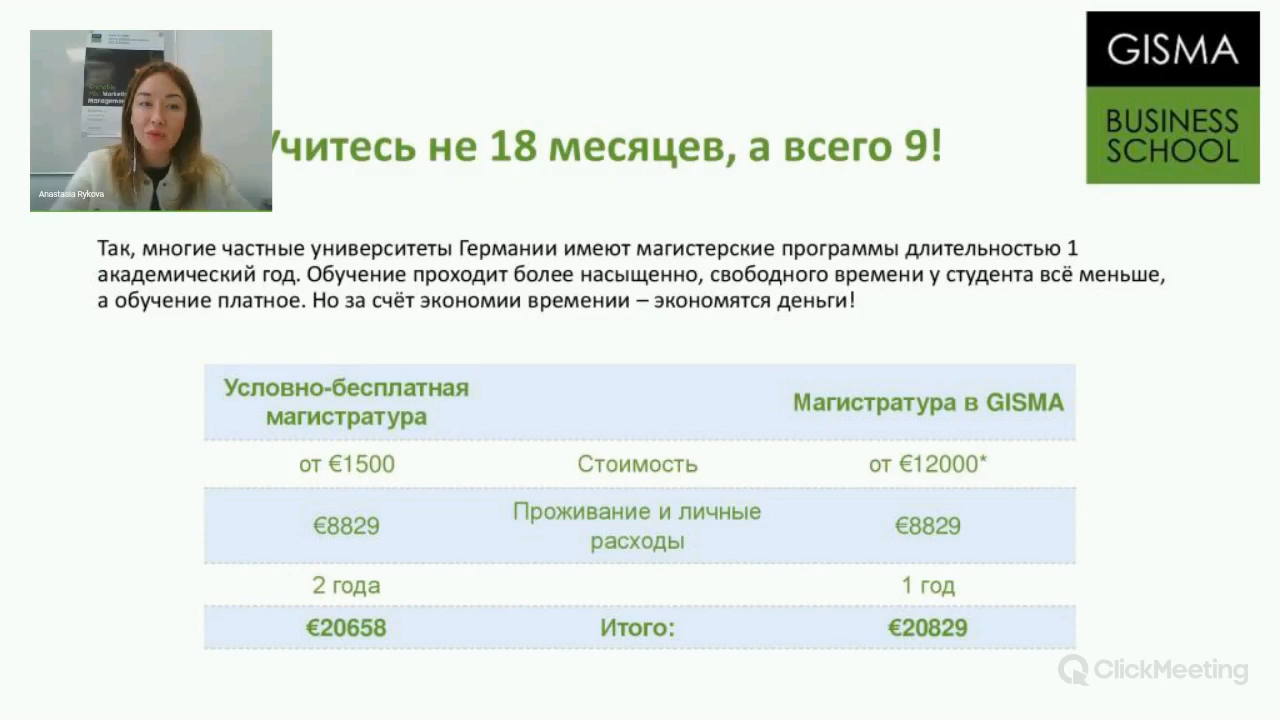 GISMA
BUSINESS
SCHOOL
Учитесь не 18 месяцев, а всего 9!
Marketing
Management
Anastasia Rykova
Так, многие частные университеты Германии имеют магистерские программы длительностью 1
академический год. Обучение проходит более насыщенно, свободного времени у студента всё меньше,
а обучение платное. Но за счёт экономии времении – экономятся деньги!
Условно-бесплатная
магистратура
Магистратура в GISMA
от €1500 Стоимость от €12000*
€8829 Проживание и личные расходы €8829
2 года 1 год
€20658 Итого: €20829
ClickMeeting